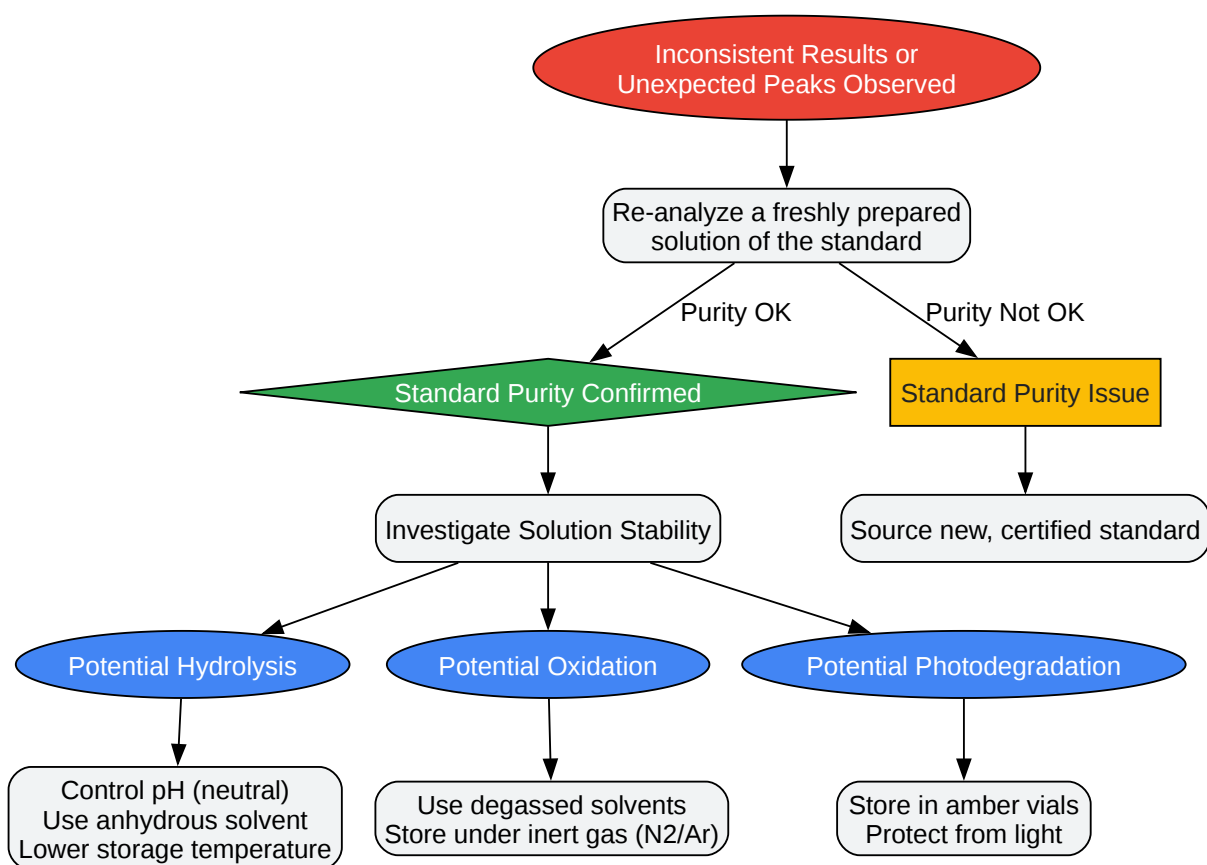 Inconsistent Results or
Unexpected Peaks Observed
Re-analyze a freshly prepared
solution of the standard
Purity OK
Purity Not OK
Standard Purity Confirmed
Standard Purity Issue
Investigate Solution Stability
Source new, certified standard
Potential Hydrolysis
Potential Oxidation
Potential Photodegradation
Control pH (neutral)
Use anhydrous solvent
Lower storage temperature
Use degassed solvents
Store under inert gas (N2/Ar)
Store in amber vials
Protect from light